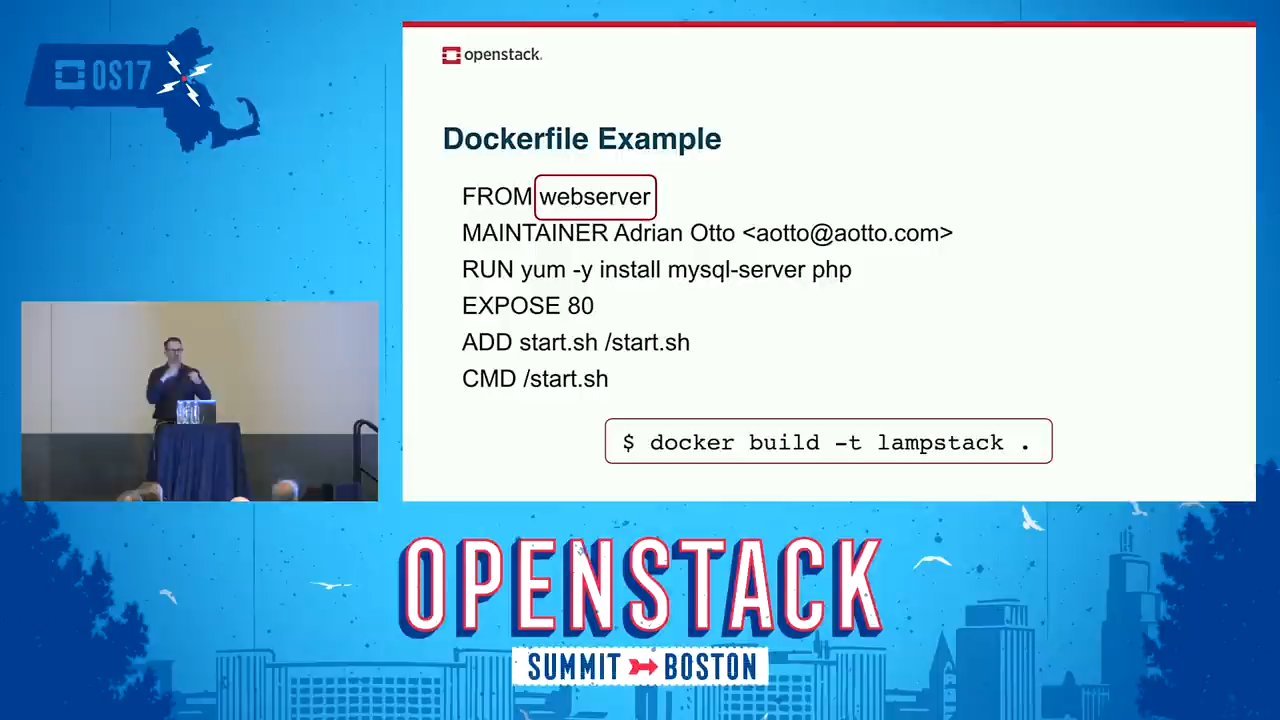 OS17
openstack.
Dockerfile Example
FROM webserver
MAINTAINER Adrian Otto <aotto@aotto.com>
RUN yum -y install mysql-server php
EXPOSE 80
ADD start.sh /start.sh
CMD /start.sh
$ docker build -t lampstack .
OPENSTACK
SUMMIT BOSTON